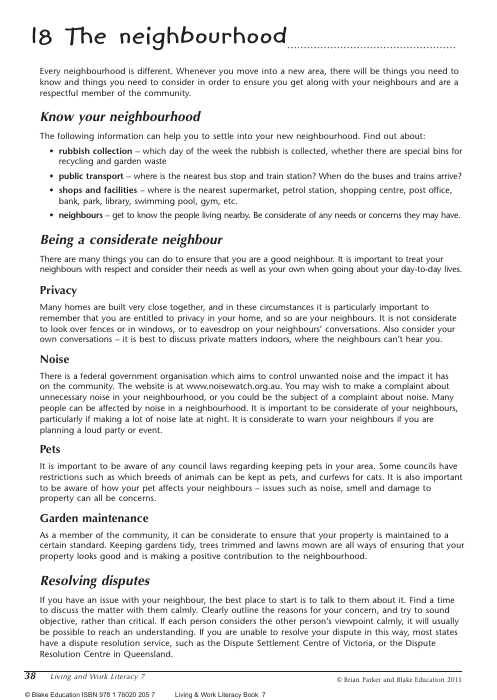 18 The neighbourhood
Every neighbourhood is different. Whenever you move into a new area, there will be things you need to
know and things you need to consider in order to ensure you get along with your neighbours and are a
respectful member of the community.
Know your neighbourhood
The following information can help you to settle into your new neighbourhood. Find out about:
• rubbish collection – which day of the week the rubbish is collected, whether there are special bins for
recycling and garden waste
• public transport – where is the nearest bus stop and train station? When do the buses and trains arrive?
• shops and facilities – where is the nearest supermarket, petrol station, shopping centre, post office,
bank, park, library, swimming pool, gym, etc.
• neighbours – get to know the people living nearby. Be considerate of any needs or concerns they may have.
Being a considerate neighbour
There are many things you can do to ensure that you are a good neighbour. It is important to treat your
neighbours with respect and consider their needs as well as your own when going about your day-to-day lives.
Privacy
Many homes are built very close together, and in these circumstances it is particularly important to
remember that you are entitled to privacy in your home, and so are your neighbours. It is not considerate
to look over fences or in windows, or to eavesdrop on your neighbours' conversations. Also consider your
own conversations – it is best to discuss private matters indoors, where the neighbours can't hear you.
Noise
There is a federal government organisation which aims to control unwanted noise and the impact it has
on the community. The website is at www.noisewatch.org.au. You may wish to make a complaint about
unnecessary noise in your neighbourhood, or you could be the subject of a complaint about noise. Many
people can be affected by noise in a neighbourhood. It is important to be considerate of your neighbours,
particularly if making a lot of noise late at night. It is considerate to warn your neighbours if you are
planning a loud party or event.
Pets
It is important to be aware of any council laws regarding keeping pets in your area. Some councils have
restrictions such as which breeds of animals can be kept as pets, and curfews for cats. It is also important
to be aware of how your pet affects your neighbours – issues such as noise, smell and damage to
property can all be concerns.
Garden maintenance
As a member of the community, it can be considerate to ensure that your property is maintained to a
certain standard. Keeping gardens tidy, trees trimmed and lawns mown are all ways of ensuring that your
property looks good and is making a positive contribution to the neighbourhood.
Resolving disputes
If you have an issue with your neighbour, the best place to start is to talk to them about it. Find a time
to discuss the matter with them calmly. Clearly outline the reasons for your concern, and try to sound
objective, rather than critical. If each person considers the other person's viewpoint calmly, it will usually
be possible to reach an understanding. If you are unable to resolve your dispute in this way, most states
have a dispute resolution service, such as the Dispute Settlement Centre of Victoria, or the Dispute
Resolution Centre in Queensland.
38 Living and Work Literacy 7
© Brian Parker and Blake Education 2011
© Blake Education ISBN 978 1 76020 205 7 Living & Work Literacy Book 7